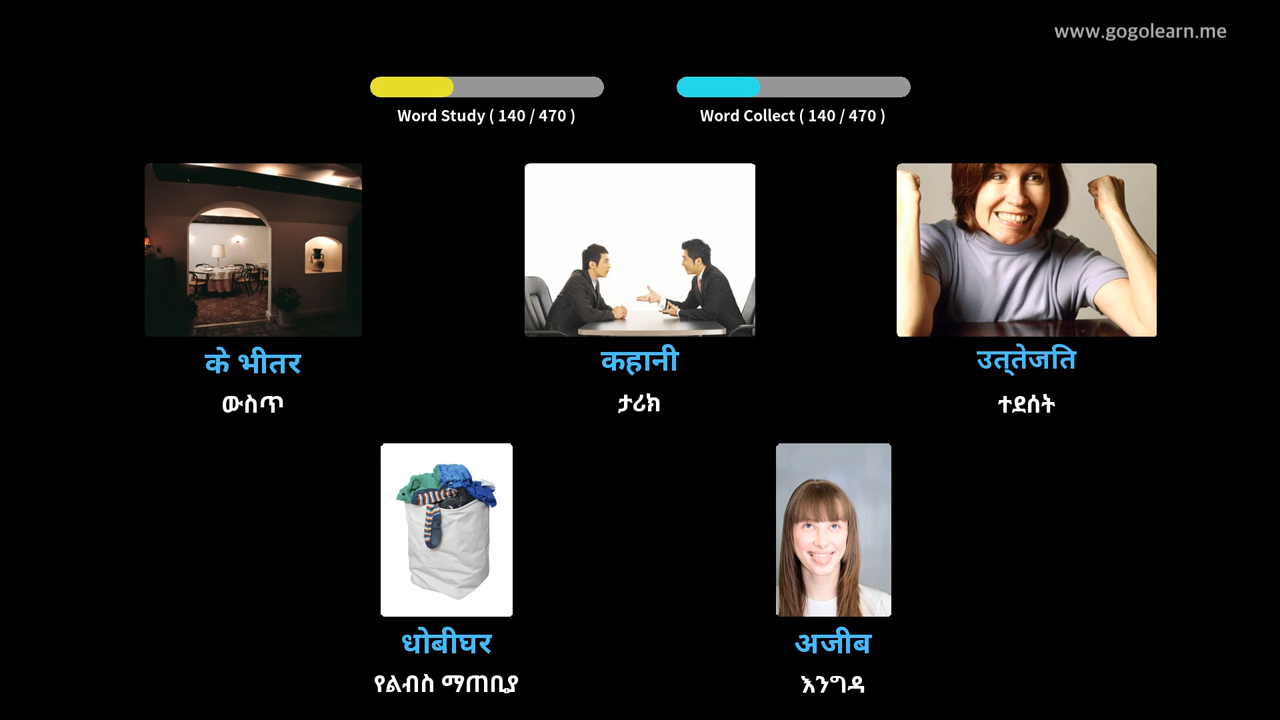 www.gogolearn.me
Word Study ( 140 / 470 )
Word Collect ( 140 / 470 )
के भीतर
कहानी
उत्तेजति
ውስጥ
ታሪክ
ተደሰት
धोबीघर
अजीब
የልብስ ማጠቢያ
እንግዳ